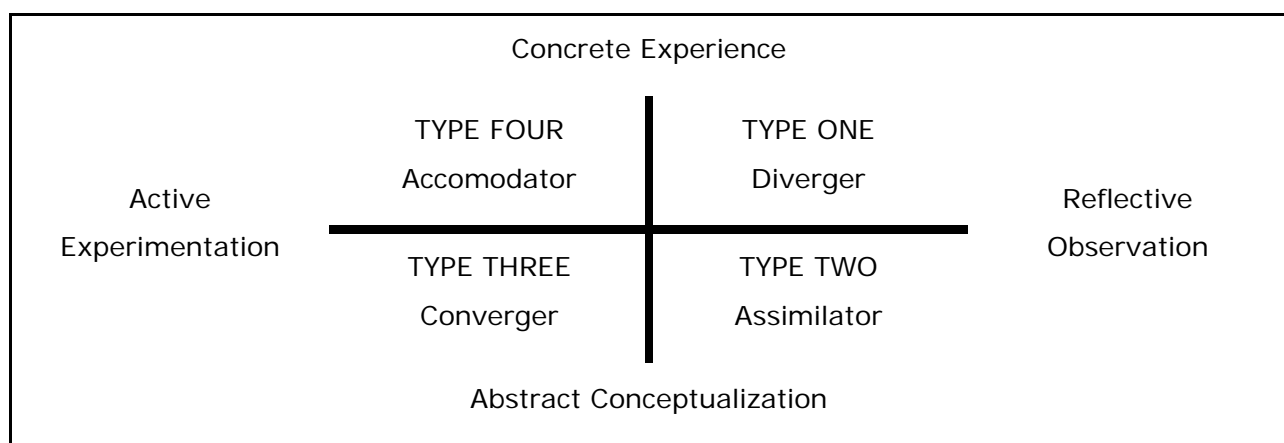 Concrete Experience
TYPE FOUR
Accomodator
TYPE ONE
Diverger
Active
Experimentation
Reflective
Observation
TYPE THREE
Converger
TYPE TWO
Assimilator
Abstract Conceptualization